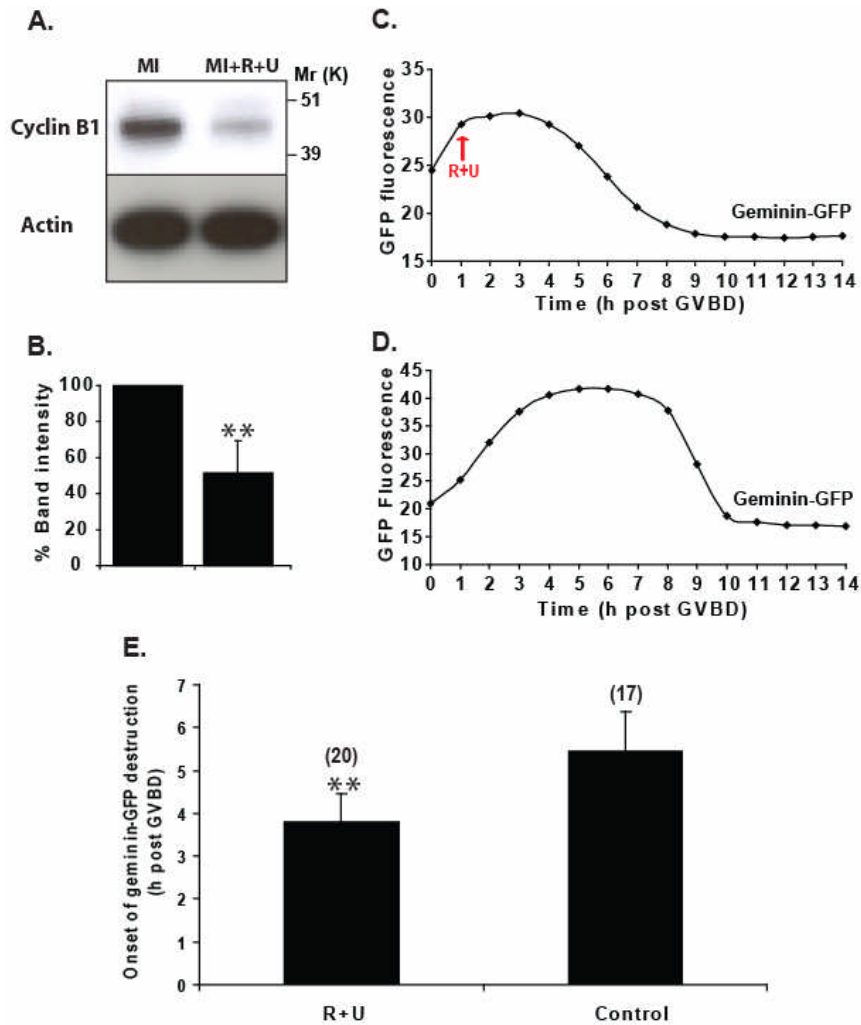 A.
MI MI+R+U Mr (K)
51
Cyclin B1
39
Actin
B.
% Band intensity
100
80
60
40
20
0
**
C.
GFP fluorescence
35
30
25
20
15
R+U
Geminin-GFP
0 1 2 3 4 5 6 7 8 9 10 11 12 13 14
Time (h post GVBD)
D.
GFP Fluorescence
45
40
35
30
25
20
15
10
Geminin-GFP
0 1 2 3 4 5 6 7 8 9 10 11 12 13 14
Time (h post GVBD)
E.
Onset of geminin-GFP destruction
(h post GVBD)
7
6
5
4
3
2
1
0
(20)
**
(17)
R+U Control